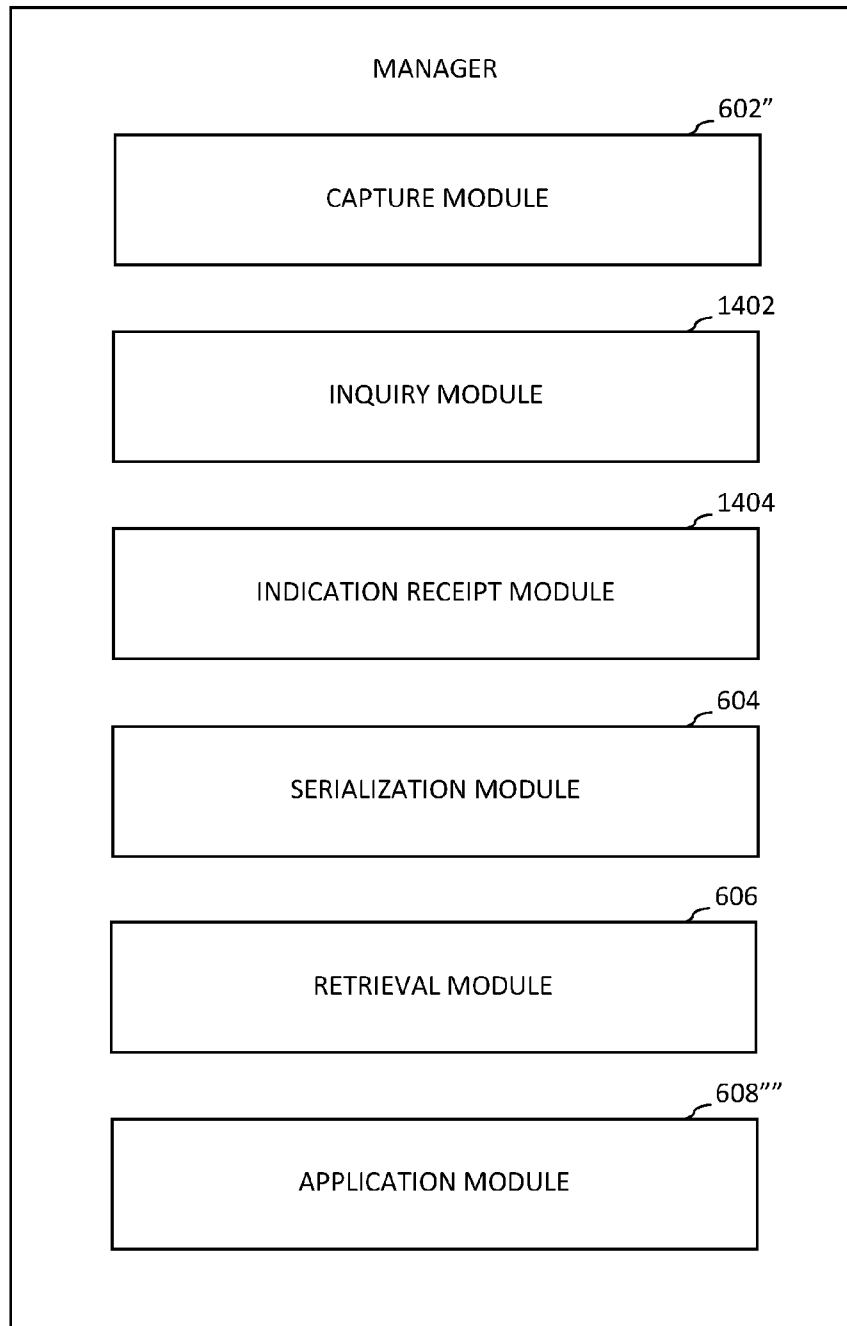 MANAGER
602”
CAPTURE MODULE
1402
INQUIRY MODULE
1404
INDICATION RECEIPT MODULE
604
SERIALIZATION MODULE
606
RETRIEVAL MODULE
608””
APPLICATION MODULE